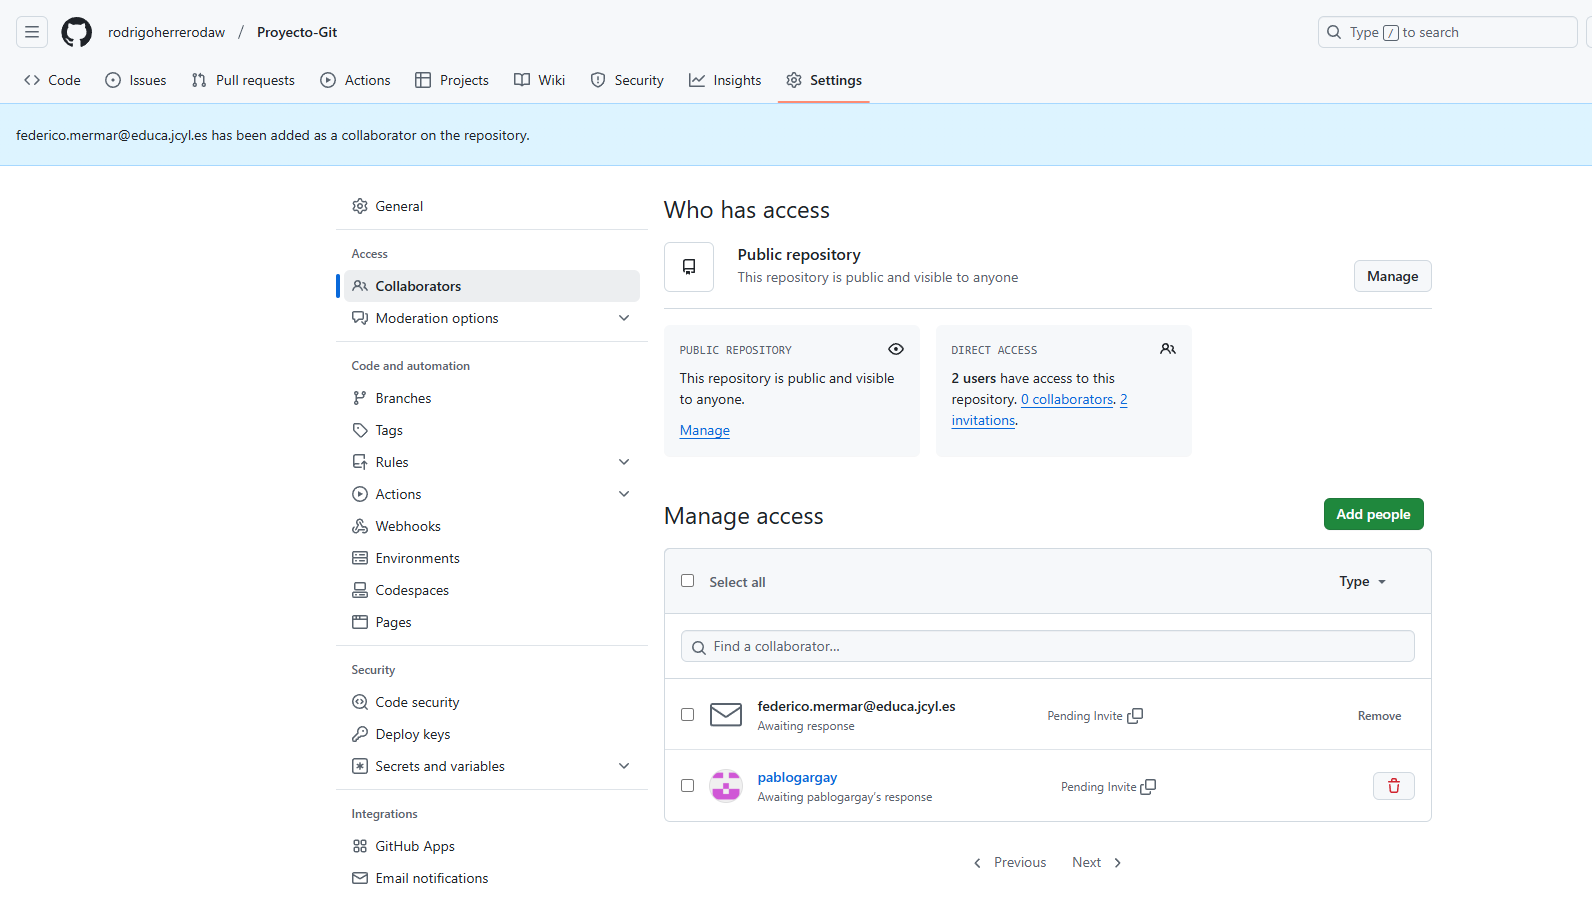 rodrigoherrerodaw / Proyecto-Git
Type / to search
Code Issues Pull requests Actions Projects Wiki Security Insights Settings
federico.mermar@educa.jcyl.es has been added as a collaborator on the repository.
General
Access
Collaborators
Moderation options
Code and automation
Branches
Tags
Rules
Actions
Webhooks
Environments
Codespaces
Pages
Security
Code security
Deploy keys
Secrets and variables
Integrations
GitHub Apps
Email notifications
Who has access
Public repository
This repository is public and visible to anyone
Manage
PUBLIC REPOSITORY
This repository is public and visible
to anyone.
Manage
DIRECT ACCESS
2 users have access to this
repository. 0 collaborators. 2
invitations.
Manage access
Add people
Select all
Type
Find a collaborator...
federico.mermar@educa.jcyl.es
Awaiting response
Pending Invite
Remove
pablogargay
Awaiting pablogargay's response
Pending Invite
Previous Next